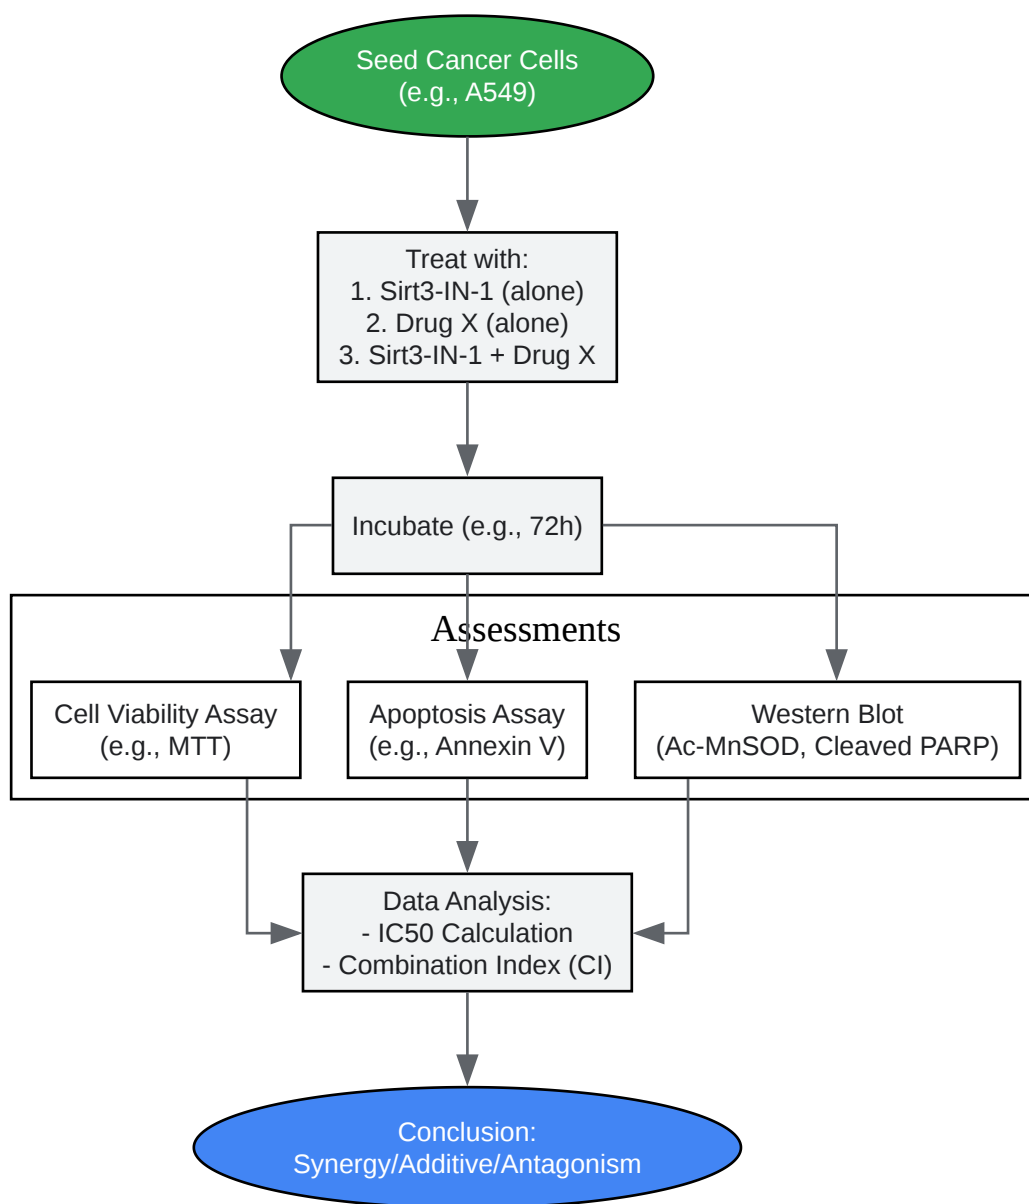 Seed Cancer Cells
(e.g., A549)
Treat with:
1. Sirt3-IN-1 (alone)
2. Drug X (alone)
3. Sirt3-IN-1 + Drug X
Incubate (e.g., 72h)
Assessments
Cell Viability Assay
(e.g., MTT)
Apoptosis Assay
(e.g., Annexin V)
Western Blot
(Ac-MnSOD, Cleaved PARP)
Data Analysis:
- IC50 Calculation
- Combination Index (CI)
Conclusion:
Synergy/Additive/Antagonism